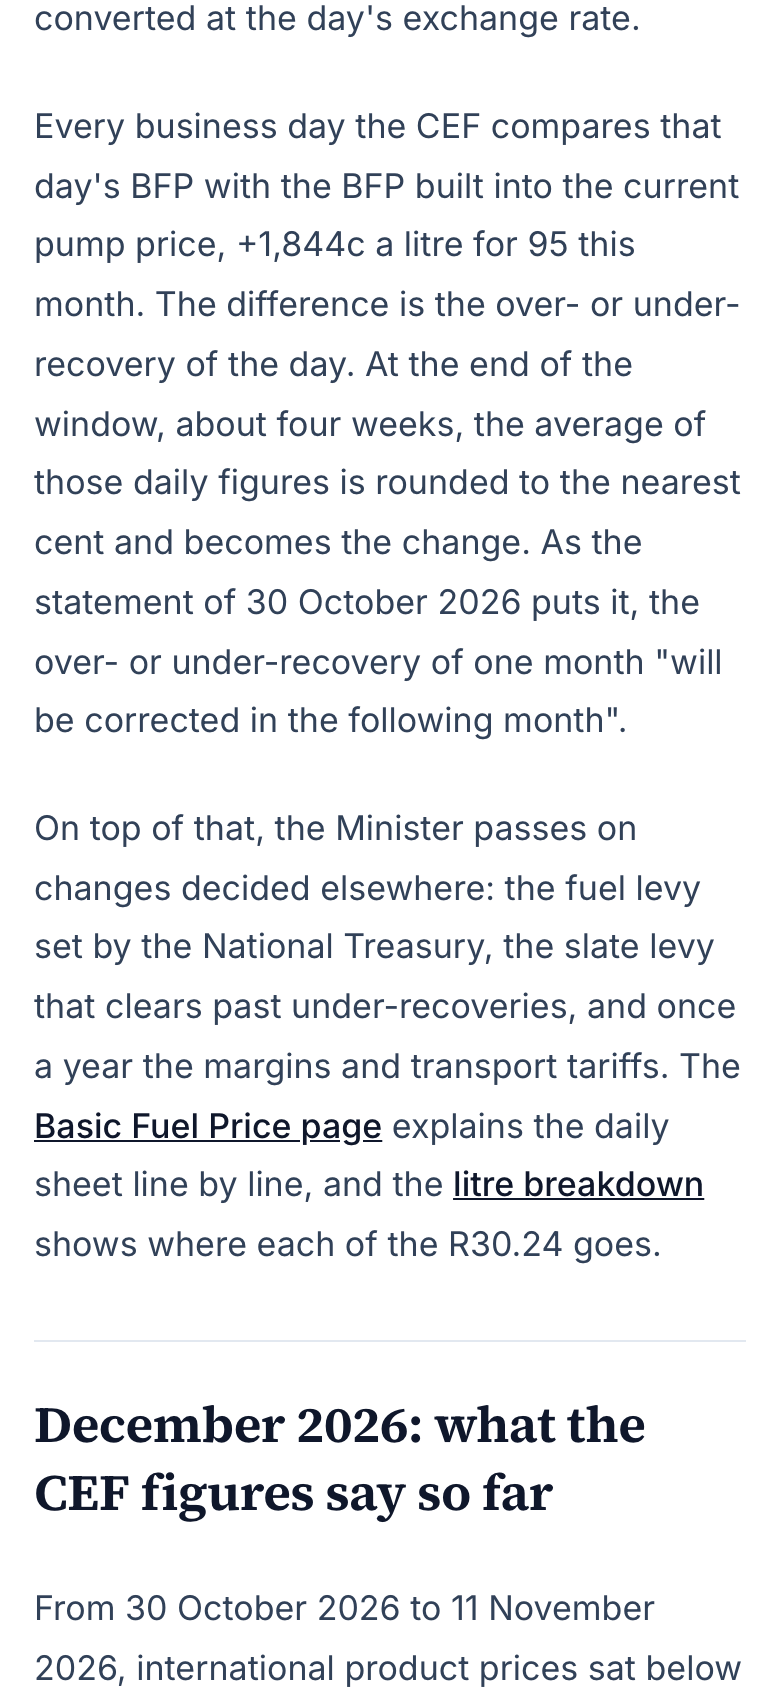 converted at the day's exchange rate.
Every business day the CEF compares that
day's BFP with the BFP built into the current
pump price, +1,844c a litre for 95 this
month. The difference is the over- or under-
recovery of the day. At the end of the
window, about four weeks, the average of
those daily figures is rounded to the nearest
cent and becomes the change. As the
statement of 30 October 2026 puts it, the
over- or under-recovery of one month "will
be corrected in the following month".
On top of that, the Minister passes on
changes decided elsewhere: the fuel levy
set by the National Treasury, the slate levy
that clears past under-recoveries, and once
a year the margins and transport tariffs. The
Basic Fuel Price page explains the daily
sheet line by line, and the litre breakdown
shows where each of the R30.24 goes.
December 2026: what the
CEF figures say so far
From 30 October 2026 to 11 November
2026, international product prices sat below